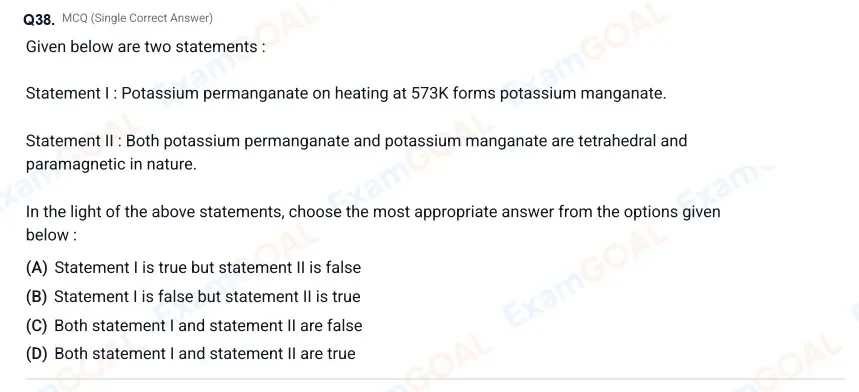 Q38. MCQ (Single Correct Answer)
Given below are two statements :
Statement I : Potassium permanganate on heating at 573K forms potassium manganate.
Statement II : Both potassium permanganate and potassium manganate are tetrahedral and
paramagnetic in nature.
In the light of the above statements, choose the most appropriate answer from the options given
below :
(A) Statement I is true but statement II is false
(B) Statement I is false but statement II is true
(C) Both statement I and statement II are false
(D) Both statement I and statement II are true
ExamGOAL